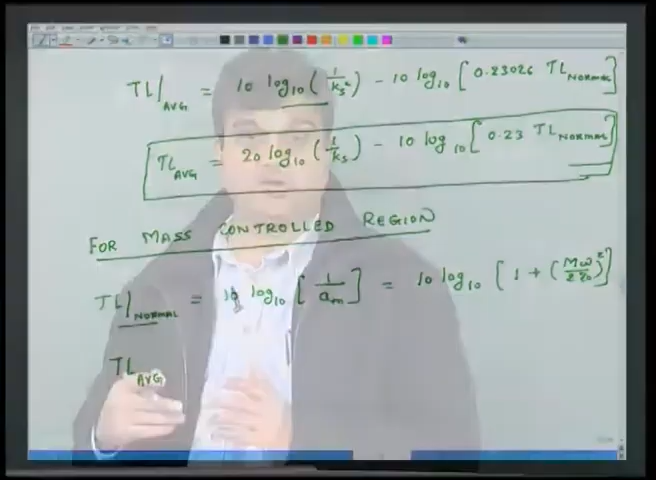 TL|AVG = 10 log10 (1/ks²) - 10 log10 [0.23026 TLNORMAL]
TLAVG = 20 log10 (1/ks) - 10 log10 [0.23 TLNORMAL]
FOR MASS CONTROLLED REGION
TL|NORMAL = 10 log10 [1/am] = 10 log10 [1 + (Mω/2z0)²]
TLAVG